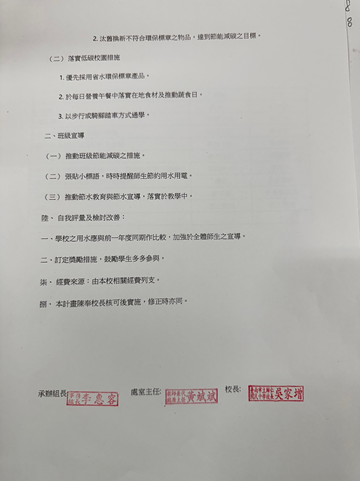 2. 汰舊換新不符合環保標章之物品，達到節能減碳之目標。
（二） 落實低碳校園措施
1. 優先採用省水環保標章產品。
2. 於每日營養午餐中落實在地食材及推動蔬食日。
3. 以步行或騎腳踏車方式通學。
二、班級宣導
（一） 推動班級節能減碳之措施。
（二） 張貼小標語，時時提醒師生節約用水用電。
（三） 推動節水教育與節水宣導，落實於教學中。
陸、 自我評量及檢討改善：
一、學校之用水應與前一年度同期作比較，加強於全體師生之宣導。
二、訂定獎勵措施，鼓勵學生多多參與。
柒、 經費來源：由本校相關經費列支。
捌、 本計畫陳奉校長核可後實施，修正時亦同。
承辦組長: 李惠容 處室主任: 黃斌斌 校長: 吳家增